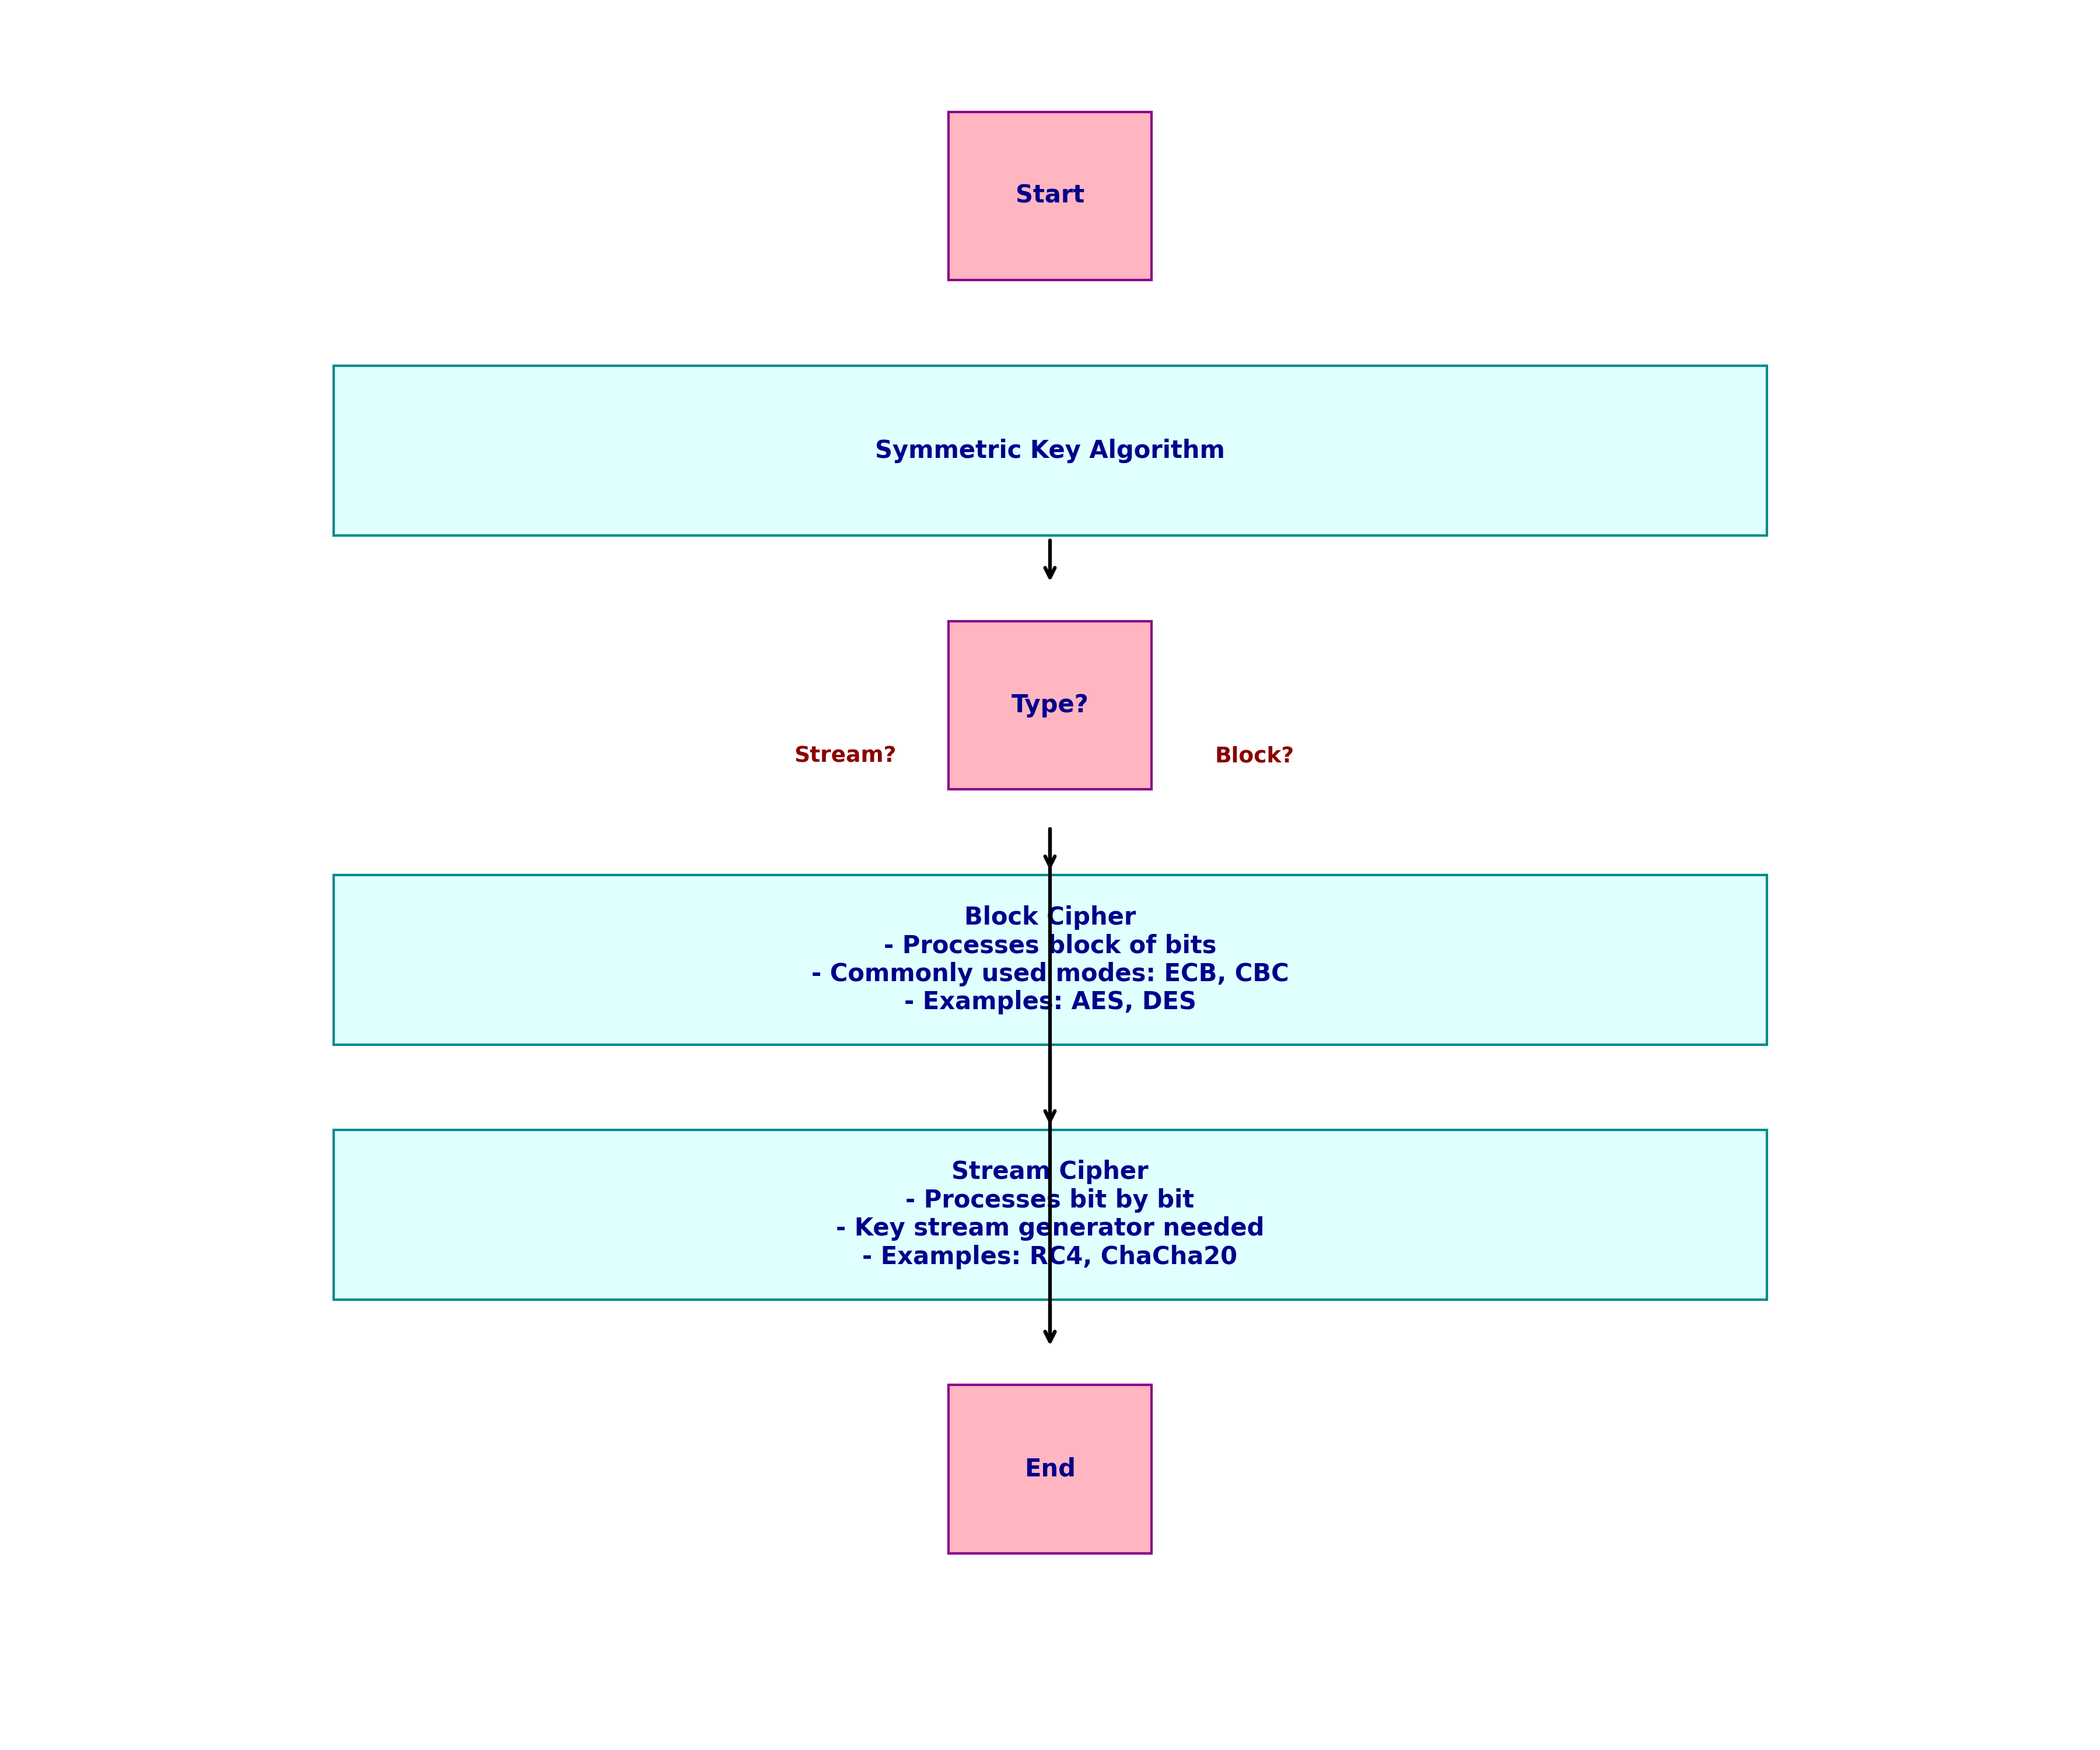 Start
Symmetric Key Algorithm
Type?
Stream?
Block?
Block Cipher
- Processes block of bits
- Commonly used modes: ECB, CBC
- Examples: AES, DES
Stream Cipher
- Processes bit by bit
- Key stream generator needed
- Examples: RC4, ChaCha20
End